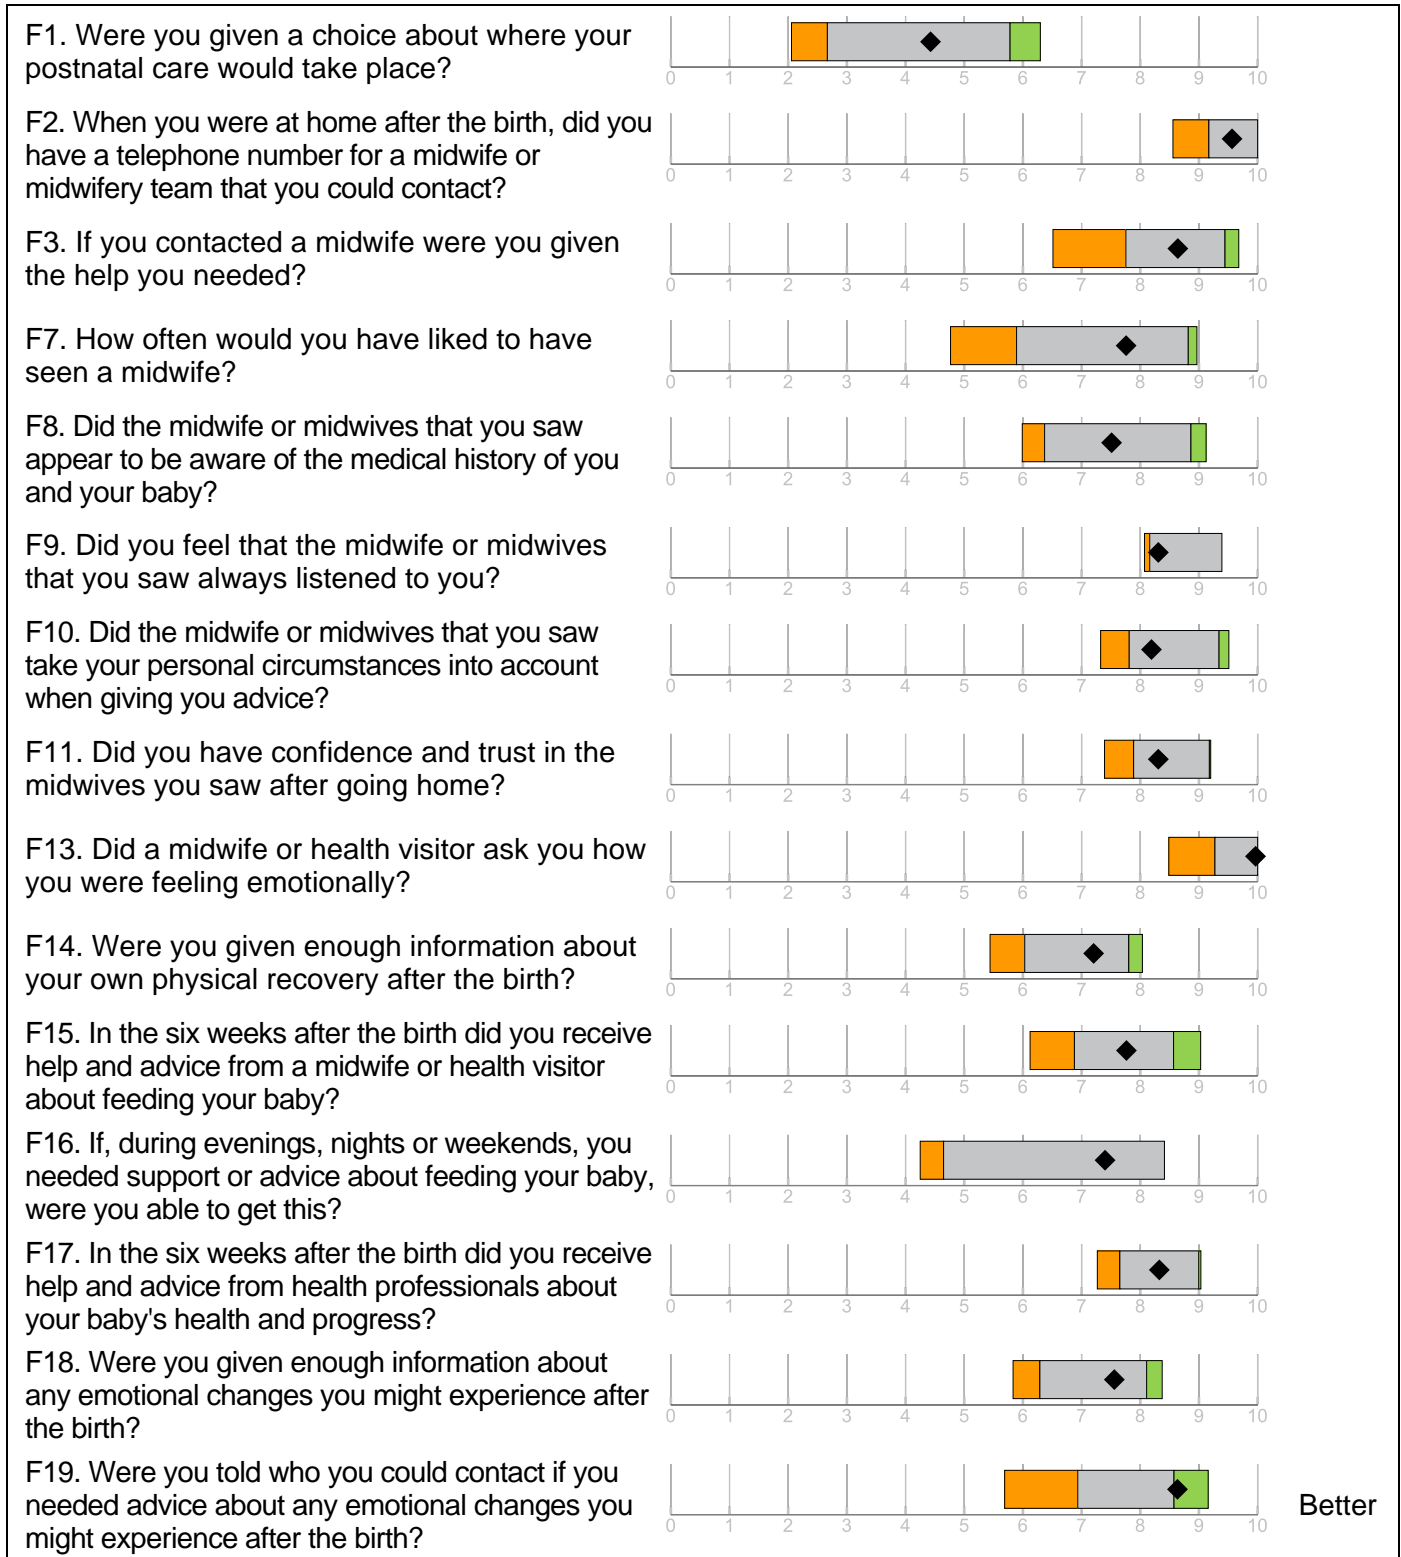 F1. Were you given a choice about where your
postnatal care would take place?
0 1 2 3 4 5 6 7 8 9 10
F2. When you were at home after the birth, did you
have a telephone number for a midwife or
midwifery team that you could contact?
0 1 2 3 4 5 6 7 8 9 10
F3. If you contacted a midwife were you given
the help you needed?
0 1 2 3 4 5 6 7 8 9 10
F7. How often would you have liked to have
seen a midwife?
0 1 2 3 4 5 6 7 8 9 10
F8. Did the midwife or midwives that you saw
appear to be aware of the medical history of you
and your baby?
0 1 2 3 4 5 6 7 8 9 10
F9. Did you feel that the midwife or midwives
that you saw always listened to you?
0 1 2 3 4 5 6 7 8 9 10
F10. Did the midwife or midwives that you saw
take your personal circumstances into account
when giving you advice?
0 1 2 3 4 5 6 7 8 9 10
F11. Did you have confidence and trust in the
midwives you saw after going home?
0 1 2 3 4 5 6 7 8 9 10
F13. Did a midwife or health visitor ask you how
you were feeling emotionally?
0 1 2 3 4 5 6 7 8 9 10
F14. Were you given enough information about
your own physical recovery after the birth?
0 1 2 3 4 5 6 7 8 9 10
F15. In the six weeks after the birth did you receive
help and advice from a midwife or health visitor
about feeding your baby?
0 1 2 3 4 5 6 7 8 9 10
F16. If, during evenings, nights or weekends, you
needed support or advice about feeding your baby,
were you able to get this?
0 1 2 3 4 5 6 7 8 9 10
F17. In the six weeks after the birth did you receive
help and advice from health professionals about
your baby's health and progress?
0 1 2 3 4 5 6 7 8 9 10
F18. Were you given enough information about
any emotional changes you might experience after
the birth?
0 1 2 3 4 5 6 7 8 9 10
F19. Were you told who you could contact if you
needed advice about any emotional changes you
might experience after the birth?
0 1 2 3 4 5 6 7 8 9 10
Better